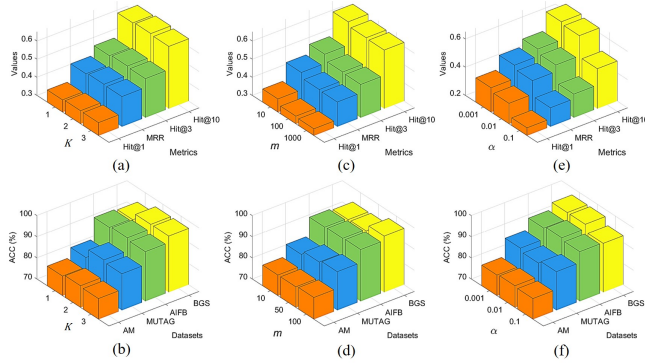 Values
0.6
0.5
0.4
0.3
1
2
3
K
Hit@1
MRR
Hit@3
Hit@10
Metrics
(a)
Values
0.6
0.5
0.4
0.3
10
100
1000
m
Hit@1
MRR
Hit@3
Hit@10
Metrics
(c)
Values
0.6
0.4
0.2
0.001
0.01
0.1
α
Hit@1
MRR
Hit@3
Hit@10
Metrics
(e)
ACC (%)
100
90
80
70
1
2
3
K
AM
MUTAG
AIFB
BGS
Datasets
(b)
ACC (%)
100
90
80
70
10
50
100
m
AM
MUTAG
AIFB
BGS
Datasets
(d)
ACC (%)
100
90
80
70
0.001
0.01
0.1
α
AM
MUTAG
AIFB
BGS
Datasets
(f)